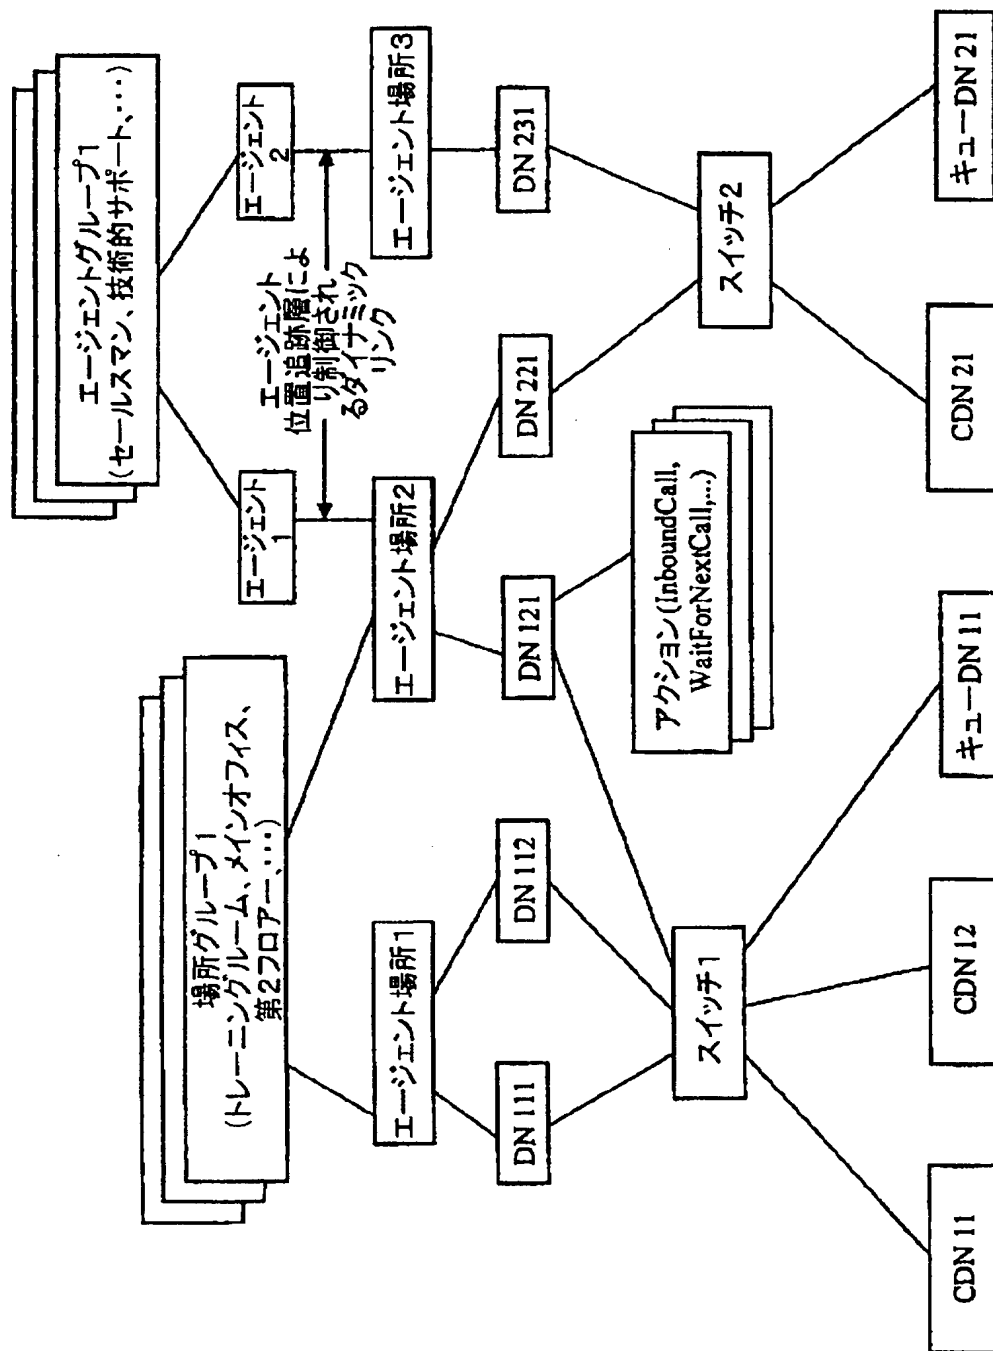 エージェントグループ1
(セールスマン、技術的サポート、・・・)
場所グループ1
(トレーニングルーム、メインオフィス、
第2フロアー、・・・)
エージェント
1
エージェント
2
エージェント
位置追跡層によ
り制御され
るダイナミック
リンク
エージェント場所1
エージェント場所2
エージェント場所3
DN 111
DN 112
DN 121
DN 221
DN 231
アクション(InboundCall,
WaitForNextCall,...)
スイッチ1
スイッチ2
CDN 11
CDN 12
キューDN 11
CDN 21
キューDN 21